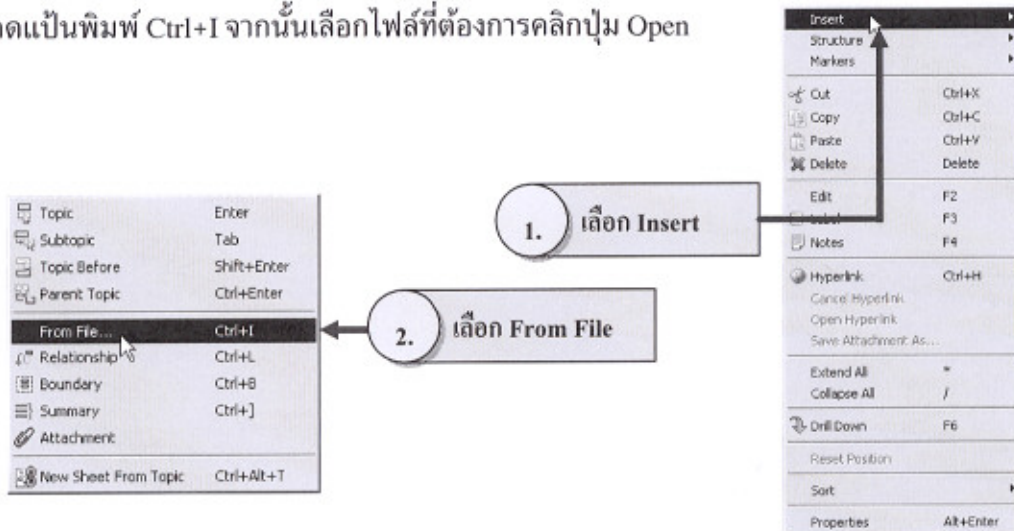 กดแป้นพิมพ์ Ctrl+I จากนั้นเลือกไฟล์ที่ต้องการคลิกปุ่ม Open
Insert
Structure
Markers
Cut Ctrl+X
Copy Ctrl+C
Paste Ctrl+V
Delete Delete
Edit F2
Label F3
Notes F4
Hyperlink Ctrl+H
Cancel Hyperlink
Open Hyperlink
Save Attachment As...
Extend All *
Collapse All /
Drill Down F6
Reset Position
Sort
Properties Alt+Enter
1. เลือก Insert
Topic Enter
Subtopic Tab
Topic Before Shift+Enter
Parent Topic Ctrl+Enter
From File... Ctrl+I
Relationship Ctrl+L
Boundary Ctrl+B
Summary Ctrl+]
Attachment
New Sheet From Topic Ctrl+Alt+T
2. เลือก From File